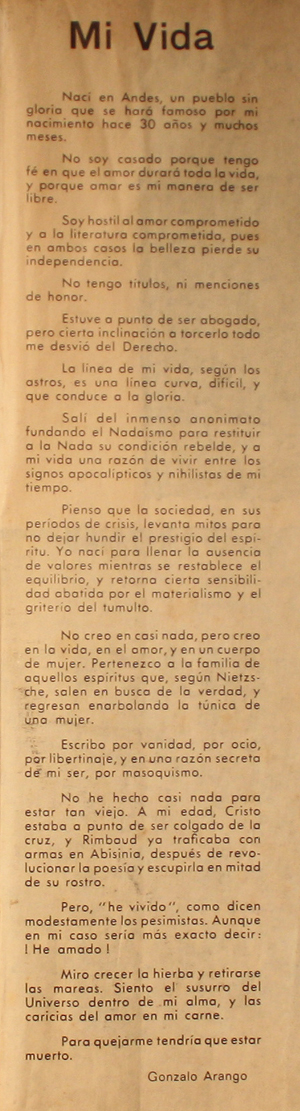 Mi Vida
Nací en Andes, un pueblo sin
gloria que se hará famoso por mi
nacimiento hace 30 años y muchos
meses.
No soy casado porque tengo
fé en que el amor durará toda la vida,
y porque amar es mi manera de ser
libre.
Soy hostil al amor comprometido
y a la literatura comprometida, pues
en ambos casos la belleza pierde su
independencia.
No tengo títulos, ni menciones
de honor.
Estuve a punto de ser abogado,
pero cierta inclinación a torcerlo todo
me desvió del Derecho.
La línea de mi vida, según los
astros, es una línea curva, difícil, y
que conduce a la gloria.
Salí del inmenso anonimato
fundando el Nadaísmo para restituir
a la Nada su condición rebelde, y a
mi vida una razón de vivir entre los
signos apocalípticos y nihilistas de mi
tiempo.
Pienso que la sociedad, en sus
periodos de crisis, levanta mitos para
no dejar hundir el prestigio del espí-
ritu. Yo nací para llenar la ausencia
de valores mientras se restablece el
equilibrio, y retorna cierta sensibili-
dad abatida por el materialismo y el
griterío del tumulto.
No creo en casi nada, pero creo
en la vida, en el amor, y en un cuerpo
de mujer. Pertenezco a la familia de
aquellos espíritus que, según Nietzs-
che, salen en busca de la verdad, y
regresan enarbolando la túnica de
una mujer.
Escribo por vanidad, por ocio,
por libertinaje, y en una razón secreta
de mi ser, por masoquismo.
No he hecho casi nada para
estar tan viejo. A mi edad, Cristo
estaba a punto de ser colgado de la
cruz, y Rimbaud ya traficaba con
armas en Abisinia, después de revo-
lucionar la poesía y escupirla en mitad
de su rostro.
Pero, "he vivido", como dicen
modestamente los pesimistas. Aunque
en mi caso sería más exacto decir:
! He amado !
Miro crecer la hierba y retirarse
las mareas. Siento el susurro del
Universo dentro de mi alma, y las
caricias del amor en mi carne.
Para quejarme tendría que estar
muerto.
Gonzalo Arango